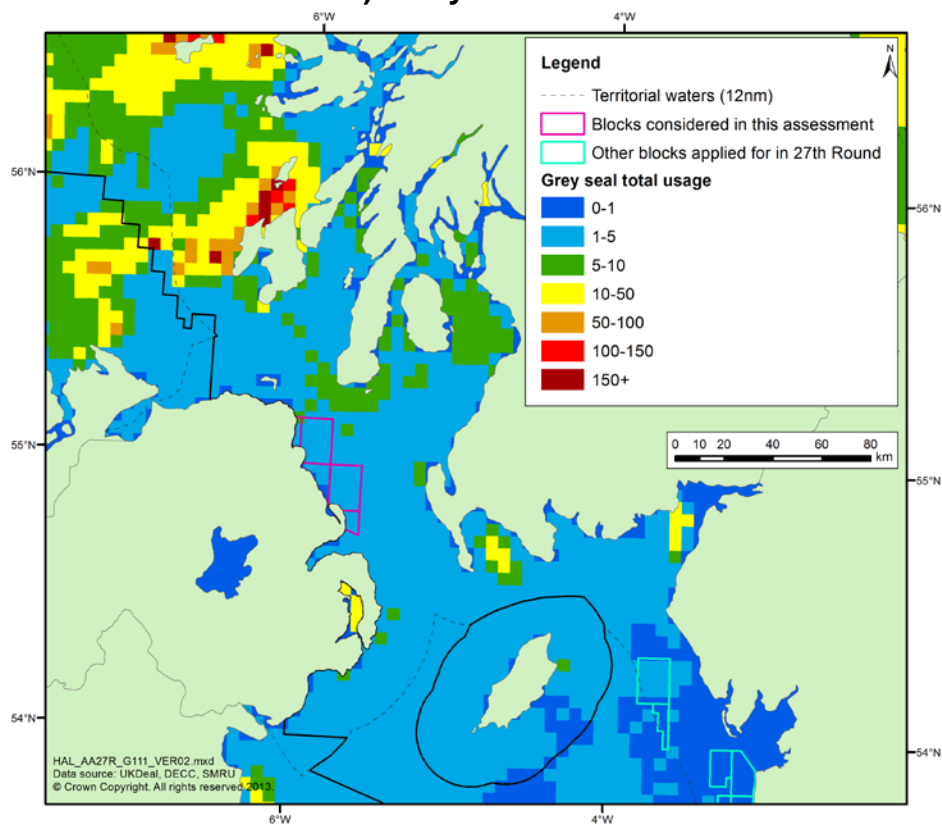 6°W
4°W
N
Legend
Territorial waters (12nm)
Blocks considered in this assessment
Other blocks applied for in 27th Round
Grey seal total usage
0-1
1-5
5-10
10-50
50-100
100-150
150+
56°N
56°N
55°N
0 10 20 40 60 80
km
55°N
54°N
54°N
HAL_AA27R_G111_VER02.mxd
Data source: UKDeal, DECC, SMRU
© Crown Copyright. All rights reserved 2013.
6°W
4°W